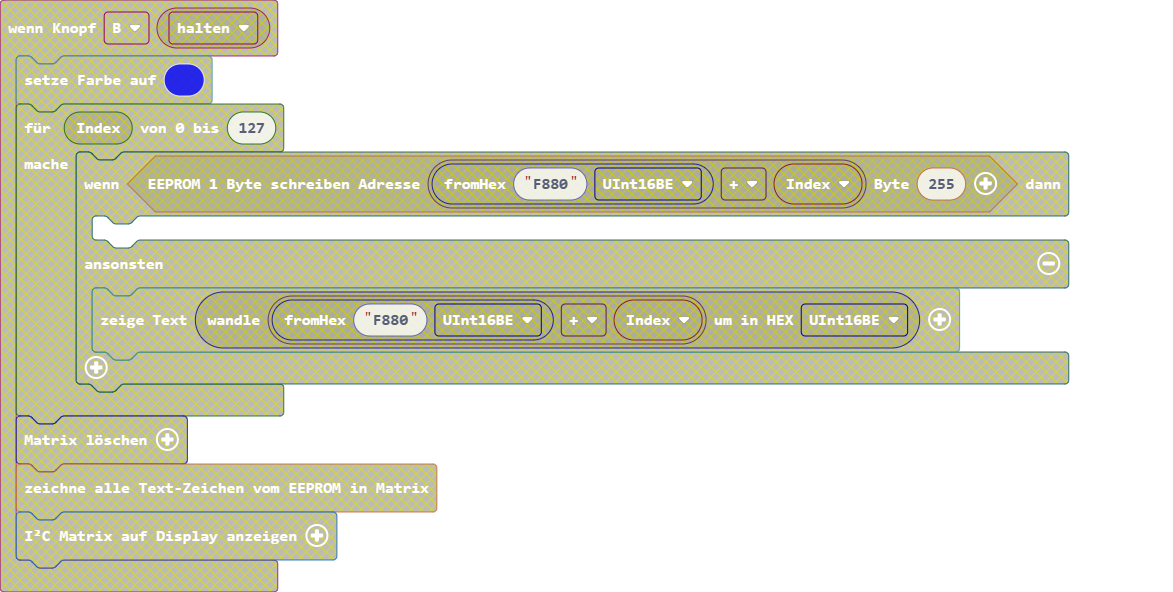 wenn Knopf B halten
setze Farbe auf
für Index von 0 bis 127
mache
wenn EEPROM 1 Byte schreiben Adresse fromHex "F880" UInt16BE + Index Byte 255 dann
ansonsten
zeige Text wandle fromHex "F880" UInt16BE + Index um in HEX UInt16BE
Matrix löschen
zeichne alle Text-Zeichen vom EEPROM in Matrix
I²C Matrix auf Display anzeigen